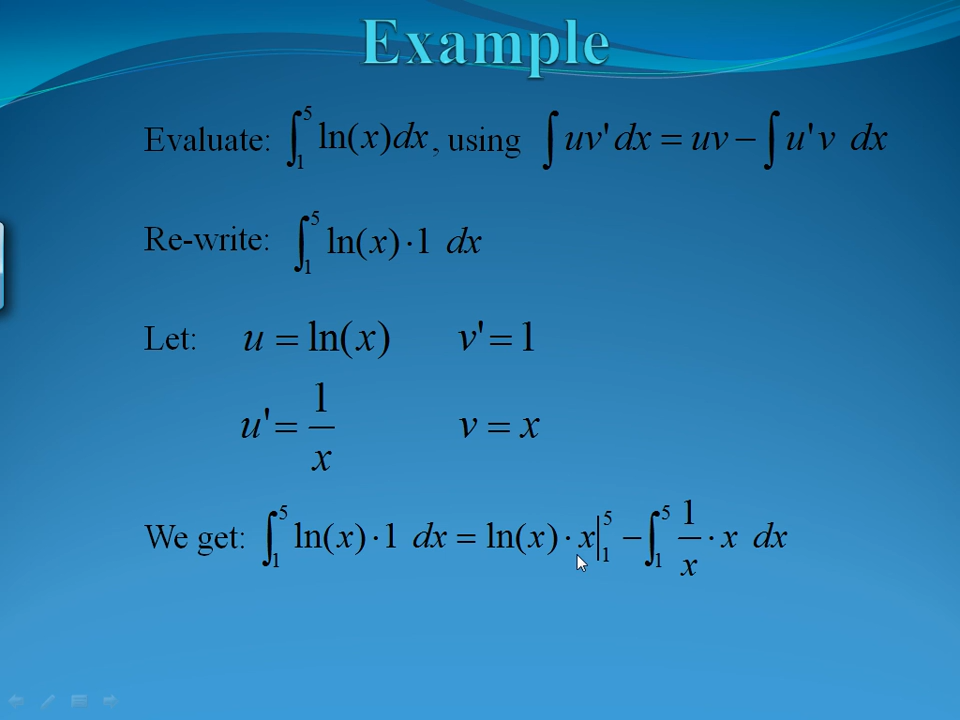 Example
Evaluate: ∫₁⁵ ln(x)dx, using ∫ uv' dx = uv − ∫ u'v dx
Re-write: ∫₁⁵ ln(x)·1 dx
Let: u = ln(x) v' = 1
u' = 1/x v = x
We get: ∫₁⁵ ln(x)·1 dx = ln(x)·x|₁⁵ − ∫₁⁵ 1/x · x dx